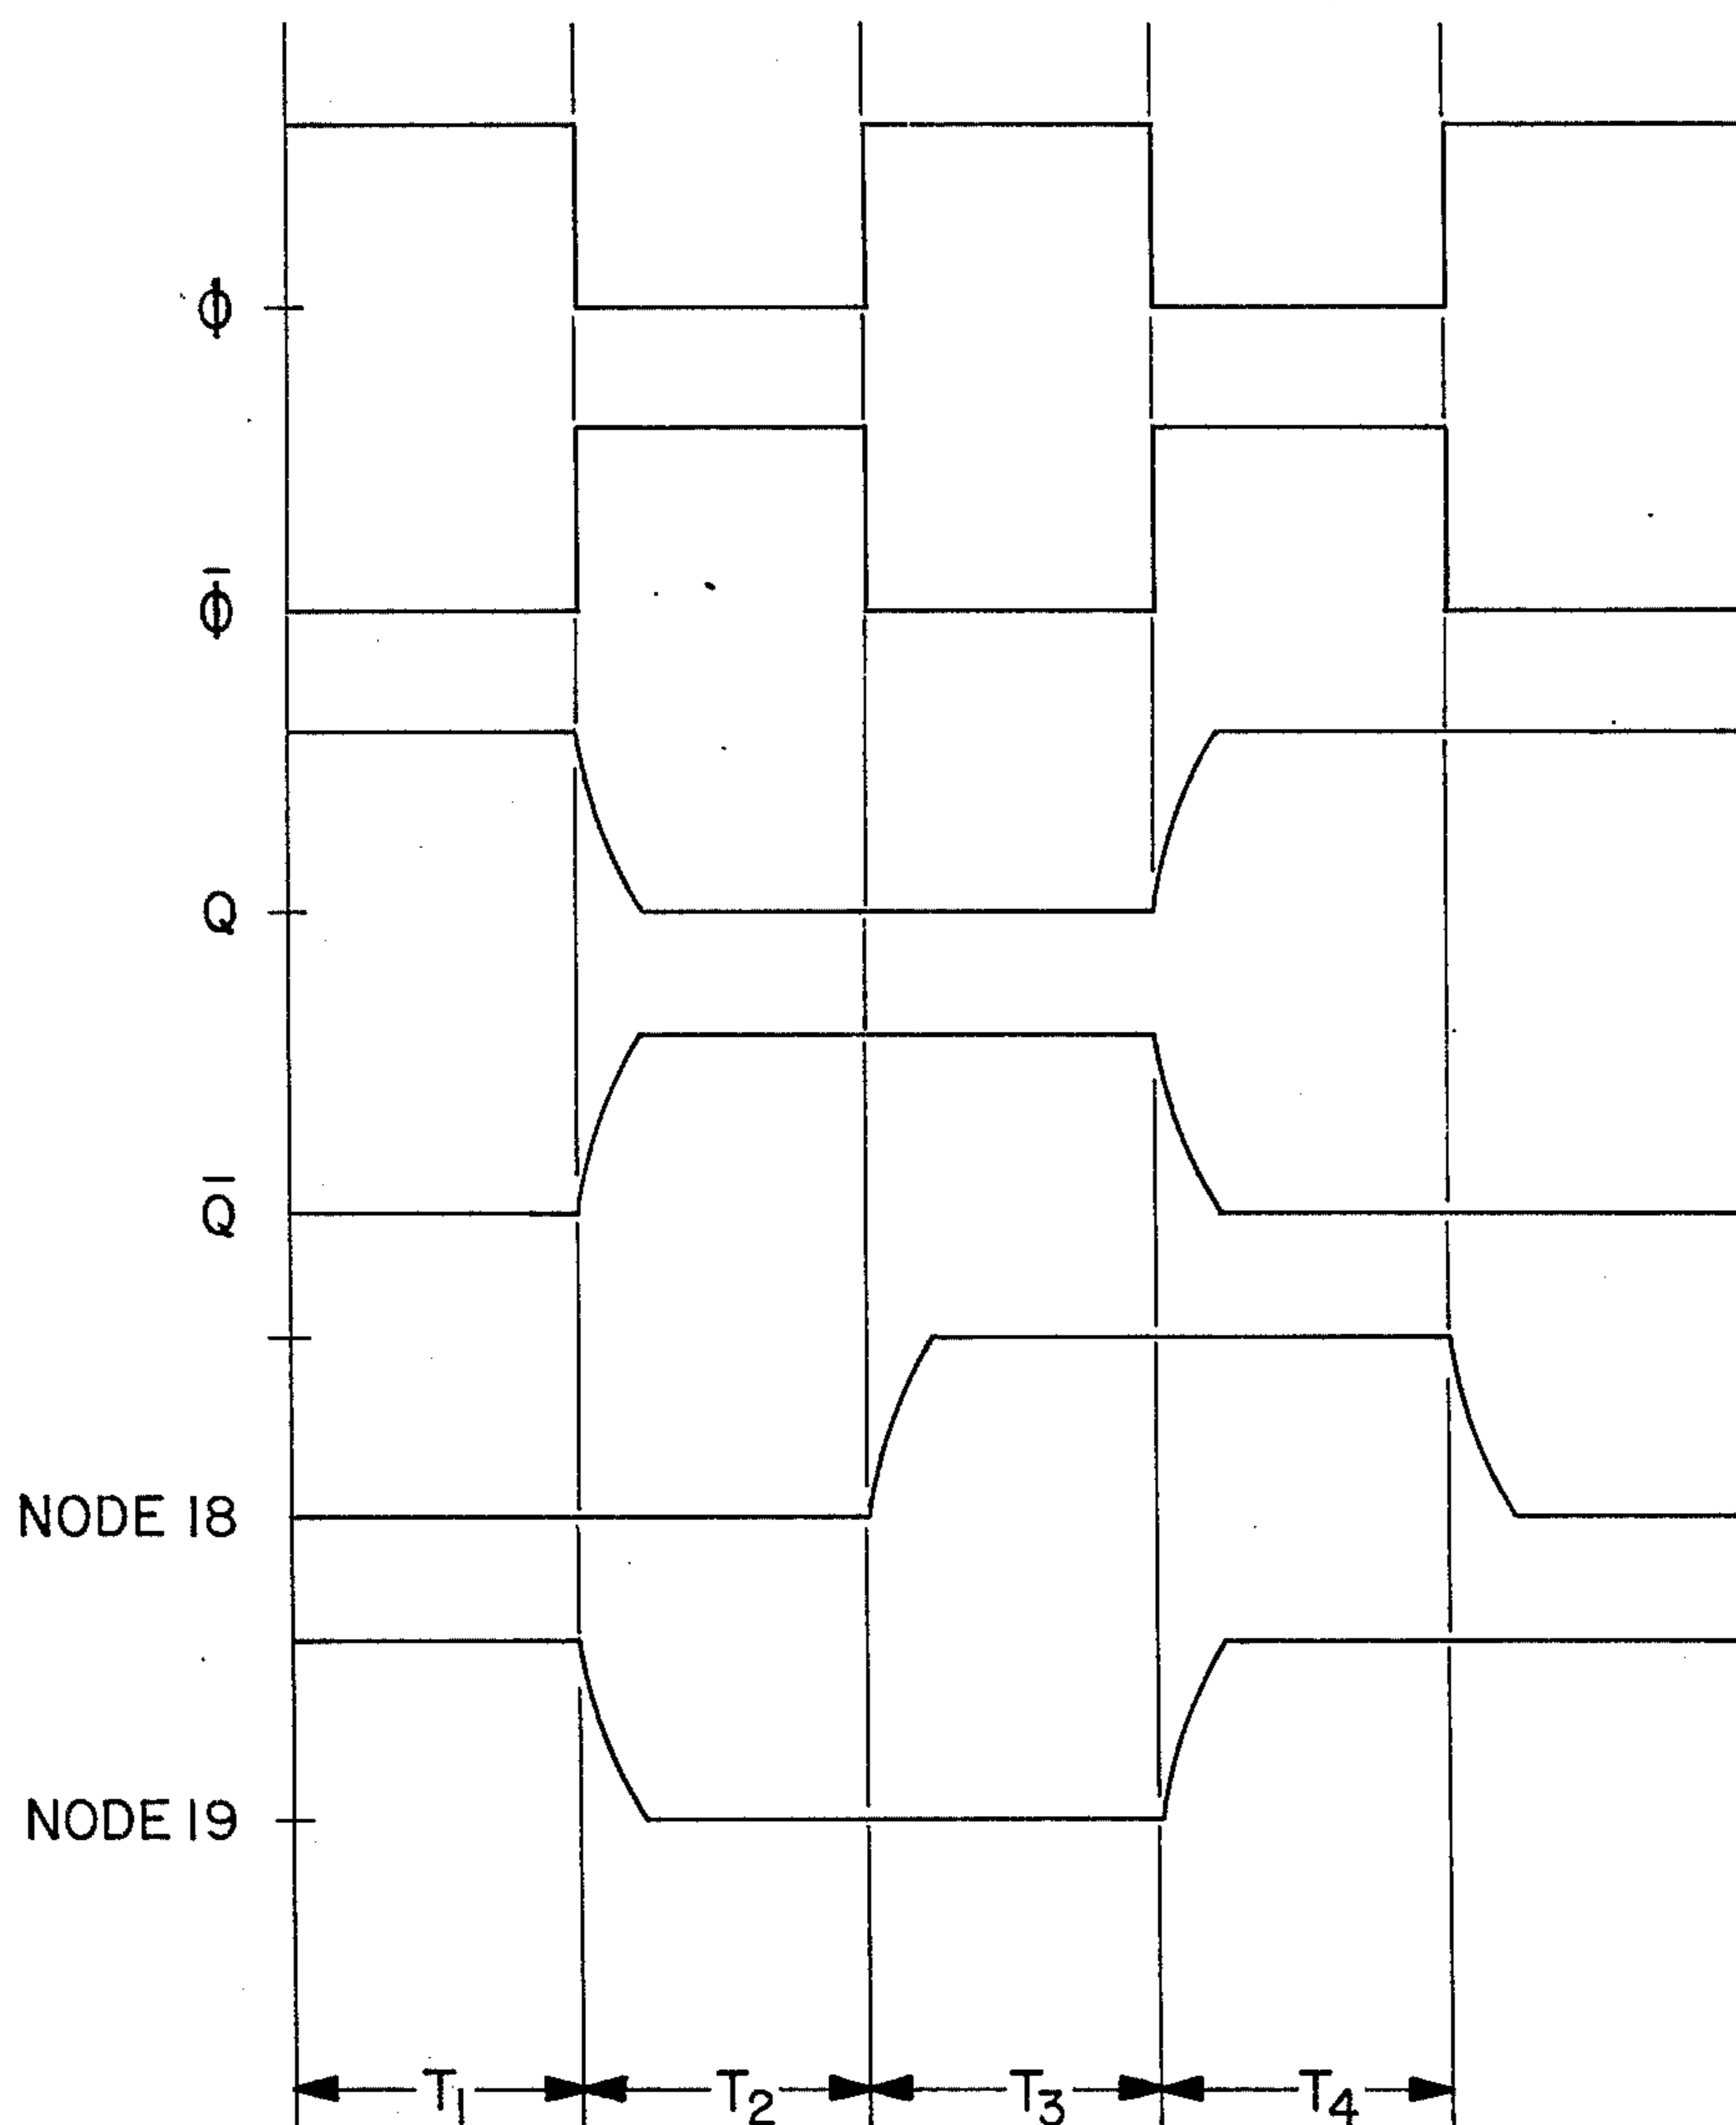 ϕ
ϕ̄
Q
Q̄
NODE 18
NODE 19
T1 T2 T3 T4